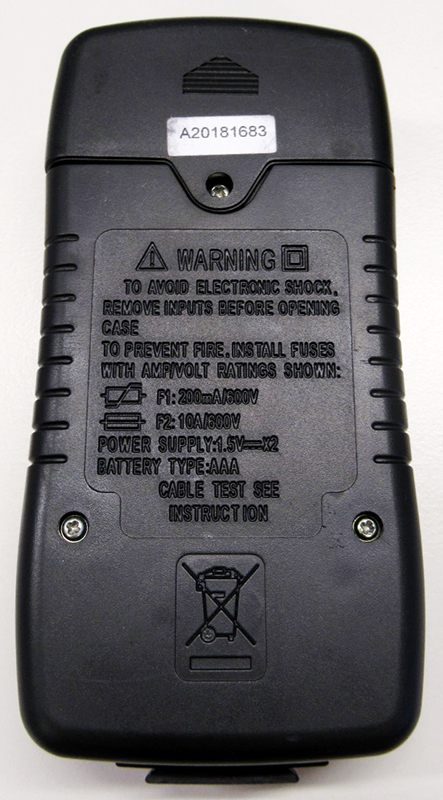 A20181683
WARNING
TO AVOID ELECTRONIC SHOCK,
REMOVE INPUTS BEFORE OPENING
CASE
TO PREVENT FIRE, INSTALL FUSES
WITH AMP/VOLT RATINGS SHOWN:
F1: 200mA/600V
F2: 10A/600V
POWER SUPPLY:1.5V⎓X2
BATTERY TYPE:AAA
CABLE TEST SEE
INSTRUCTION